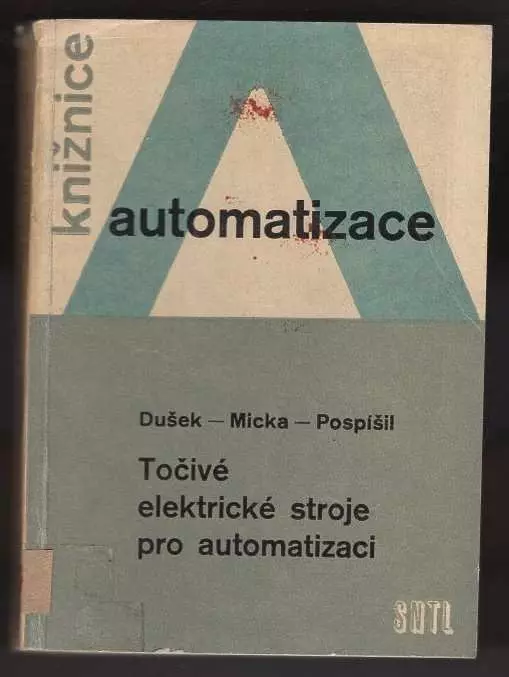 knižnice
automatizace
Dušek – Micka – Pospíšil
Točivé
elektrické stroje
pro automatizaci
SNTL